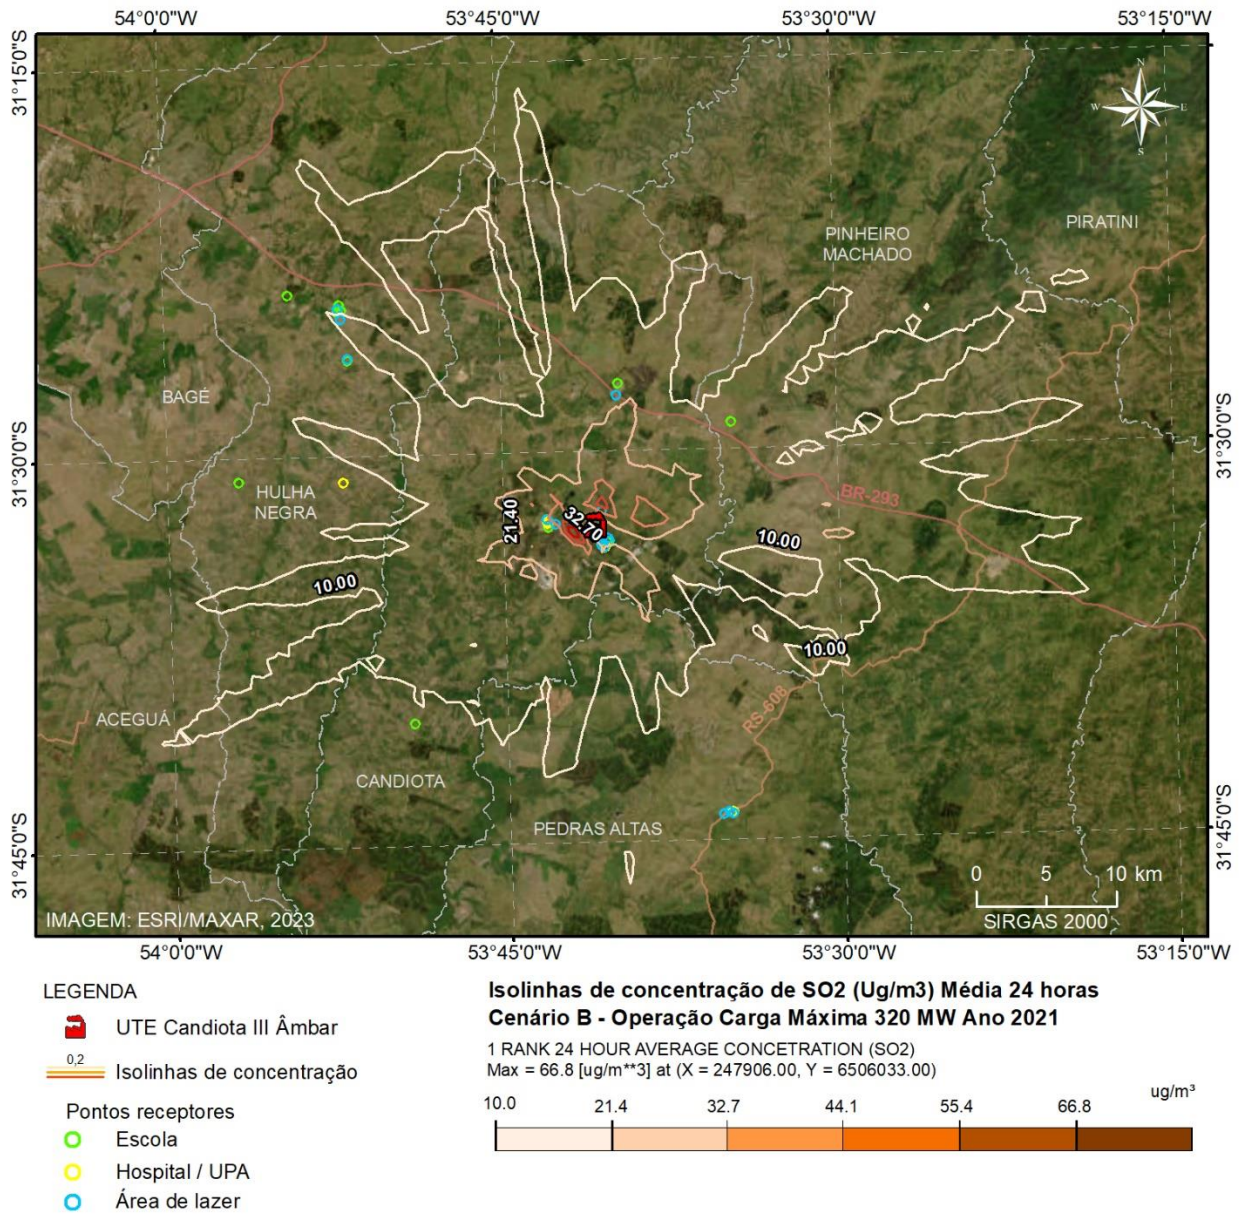 54°0'0"W 53°45'0"W 53°30'0"W 53°15'0"W
31°15'0"S 31°15'0"S
N
W E
S
PIRATINI
PINHEIRO
MACHADO
BAGÉ
31°30'0"S 31°30'0"S
HULHA
NEGRA
BR-293
21.40
32.70
10.00
10.00
10.00
ACEGUÁ
RS-608
CANDIOTA
PEDRAS ALTAS
31°45'0"S 31°45'0"S
0 5 10 km
SIRGAS 2000
IMAGEM: ESRI/MAXAR, 2023
54°0'0"W 53°45'0"W 53°30'0"W 53°15'0"W
LEGENDA
UTE Candiota III Âmbar
0,2
Isolinhas de concentração
Pontos receptores
Escola
Hospital / UPA
Área de lazer
Isolinhas de concentração de SO2 (Ug/m3) Média 24 horas
Cenário B - Operação Carga Máxima 320 MW Ano 2021
1 RANK 24 HOUR AVERAGE CONCETRATION (SO2)
Max = 66.8 [ug/m**3] at (X = 247906.00, Y = 6506033.00)
ug/m³
10.0 21.4 32.7 44.1 55.4 66.8